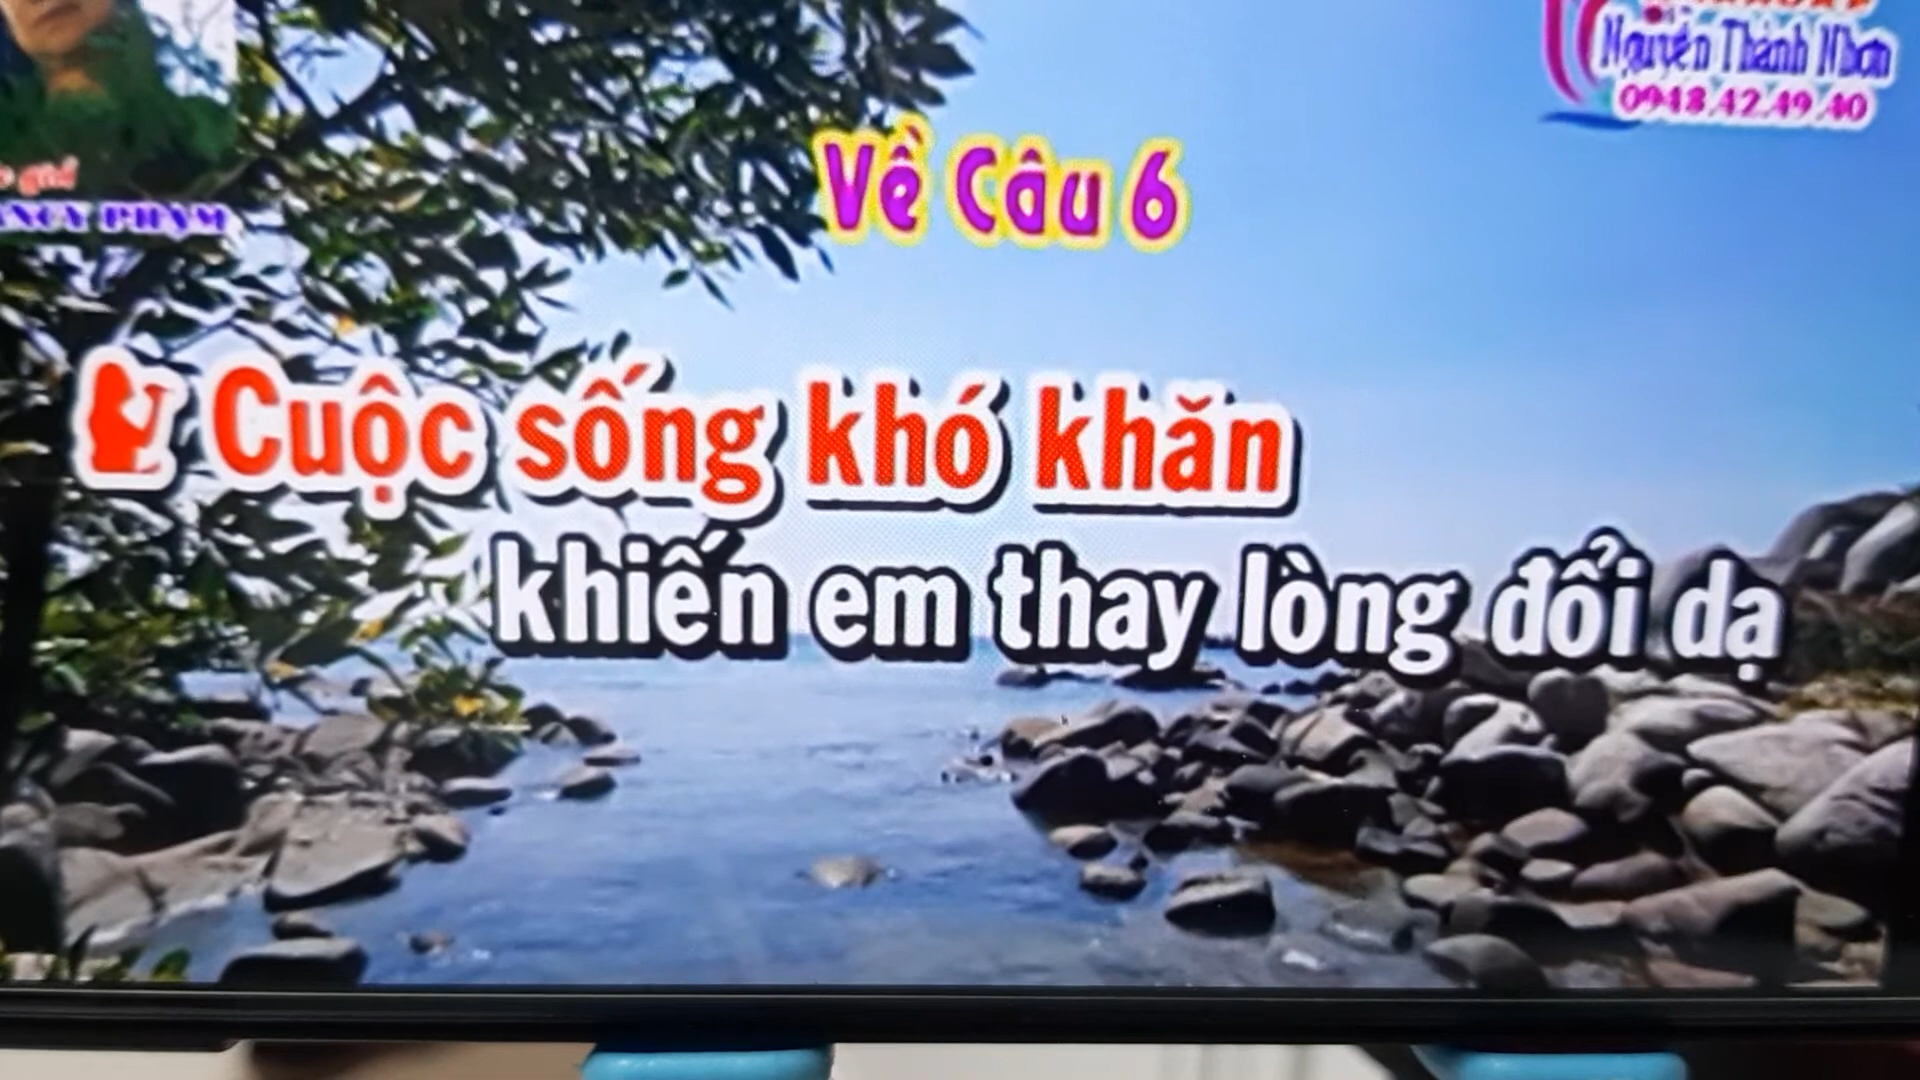 Nguyễn Thành Nhơn
0948.42.49.40
PHẠM
Về Câu 6
Cuộc sống khó khăn
khiến em thay lòng đổi dạ